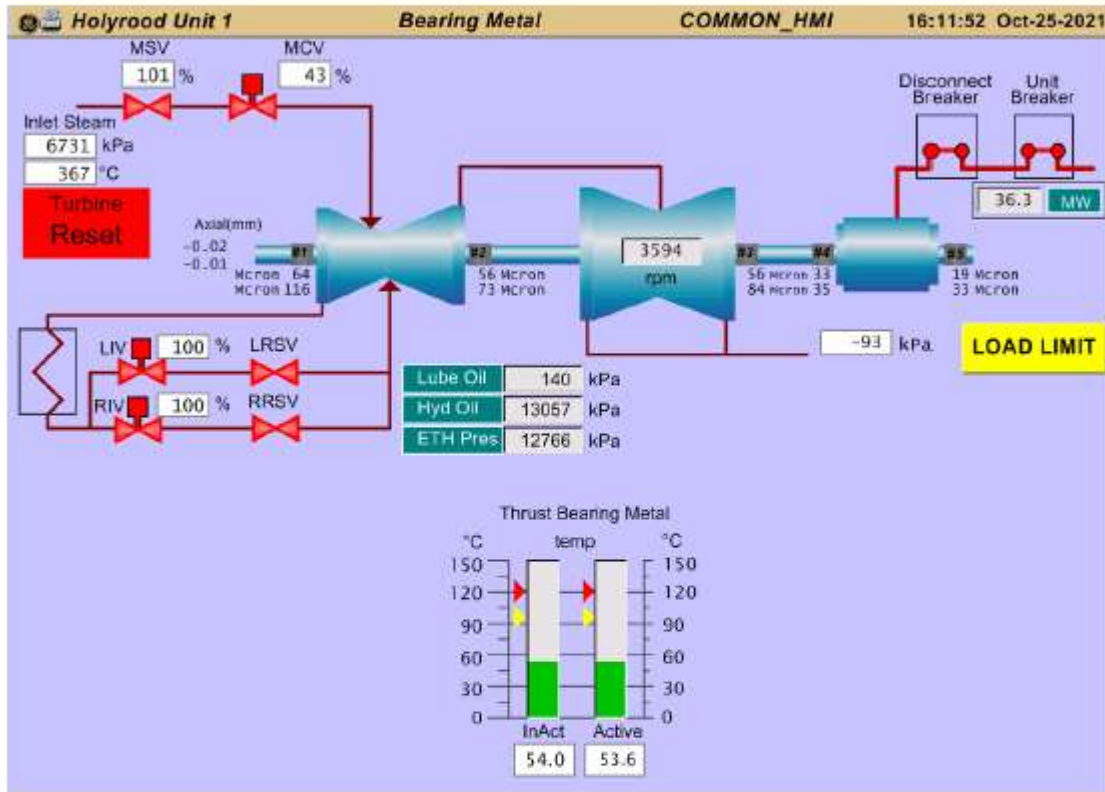 Holyrood Unit 1 Bearing Metal COMMON_HMI 16:11:52 Oct-25-2021
MSV MCV
101 % 43 %
Disconnect Breaker Unit Breaker
Inlet Steam
6731 kPa
367 °C
36.3 MW
Turbine
Reset
Axial(mm)
-0.02
-0.01
#1 #2 #3 #4 #5
3594
rpm
Mcron 64 56 Mcron 56 Mcron 33 19 Mcron
Mcron 116 73 Mcron 84 Mcron 35 33 Mcron
-93 kPa.
LOAD LIMIT
LIV 100 % LRSV
RIV 100 % RRSV
Lube Oil 140 kPa
Hyd Oil 13057 kPa
ETH Pres. 12766 kPa
Thrust Bearing Metal
°C temp °C
150 150
120 120
90 90
60 60
30 30
0 0
InAct Active
54.0 53.6